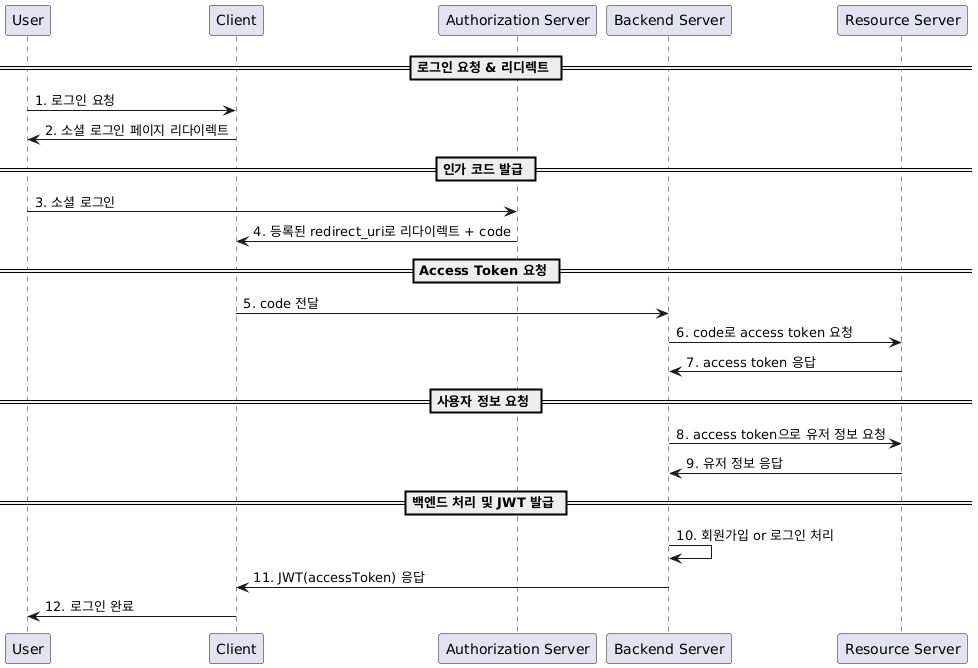 User
Client
Authorization Server
Backend Server
Resource Server
로그인 요청 & 리디렉트
1. 로그인 요청
2. 소셜 로그인 페이지 리다이렉트
인가 코드 발급
3. 소셜 로그인
4. 등록된 redirect_uri로 리다이렉트 + code
Access Token 요청
5. code 전달
6. code로 access token 요청
7. access token 응답
사용자 정보 요청
8. access token으로 유저 정보 요청
9. 유저 정보 응답
백엔드 처리 및 JWT 발급
10. 회원가입 or 로그인 처리
11. JWT(accessToken) 응답
12. 로그인 완료
User
Client
Authorization Server
Backend Server
Resource Server